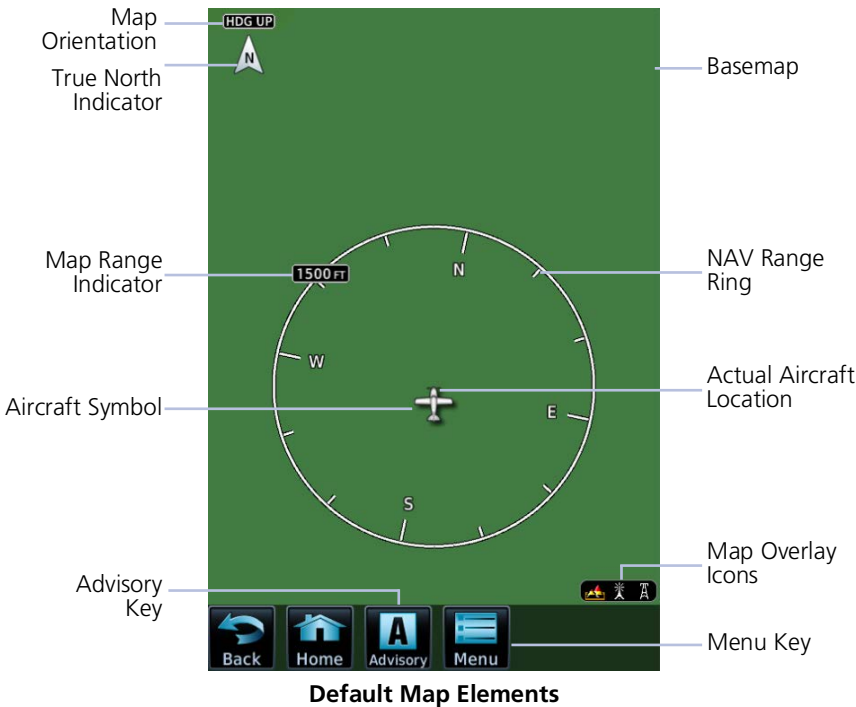 Map
Orientation
HDG UP
N
True North
Indicator
Basemap
Map Range
Indicator
1500 FT
N
NAV Range
Ring
W
Actual Aircraft
Location
Aircraft Symbol
E
S
Map Overlay
Icons
Advisory
Key
Back
Home
A
Advisory
Menu
Menu Key
Default Map Elements